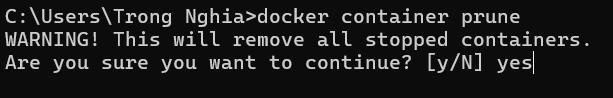 C:\Users\Trong Nghia>docker container prune
WARNING! This will remove all stopped containers.
Are you sure you want to continue? [y/N] yes